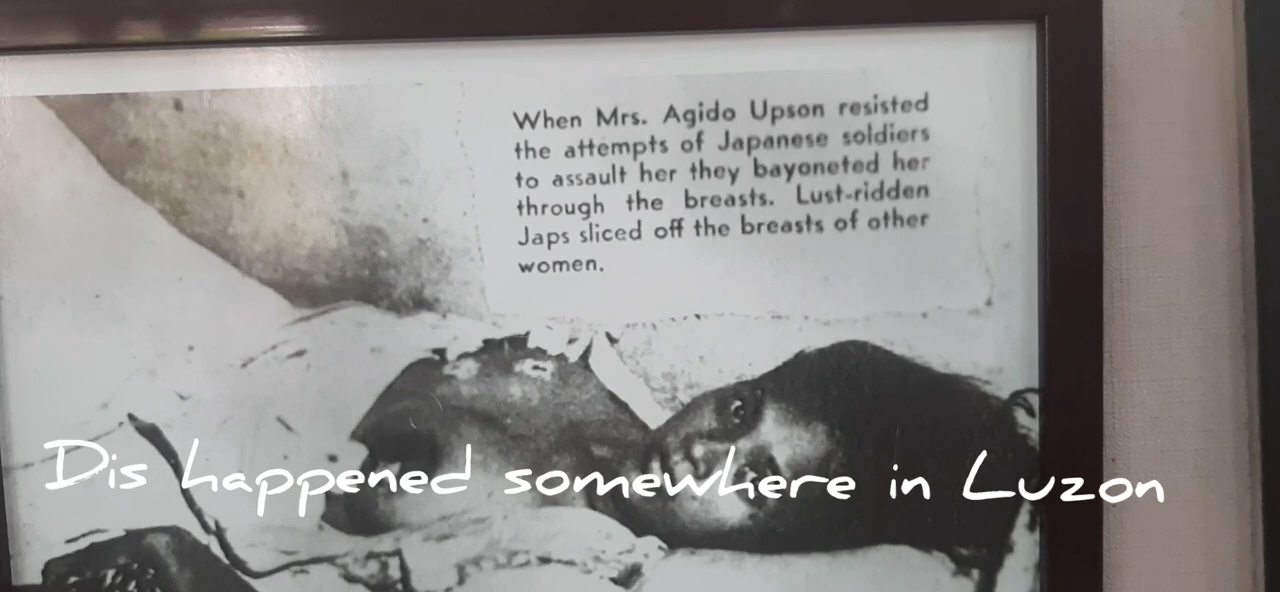 When Mrs. Agido Upson resisted
the attempts of Japanese soldiers
to assault her they bayoneted her
through the breasts. Lust-ridden
Japs sliced off the breasts of other
women.
Dis happened somewhere in Luzon